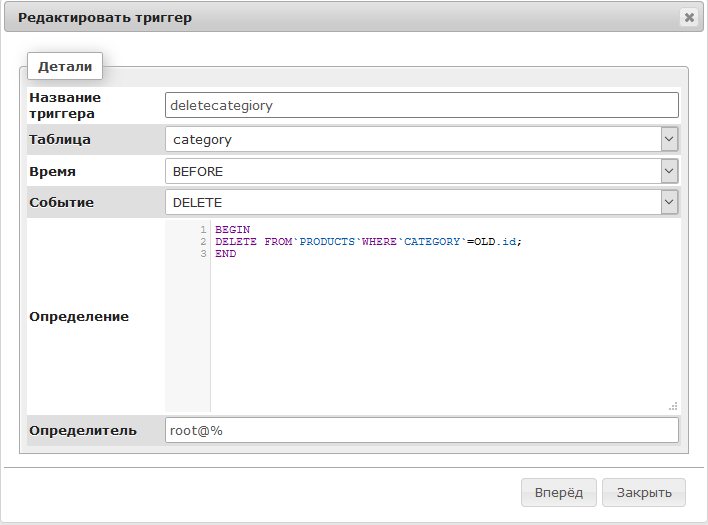 Редактировать триггер
Детали
Название
триггера
deletecategiory
Таблица
category
Время
BEFORE
Событие
DELETE
Определение
1 BEGIN
2 DELETE FROM`PRODUCTS`WHERE`CATEGORY`=OLD.id;
3 END
Определитель
root@%
Вперёд
Закрыть